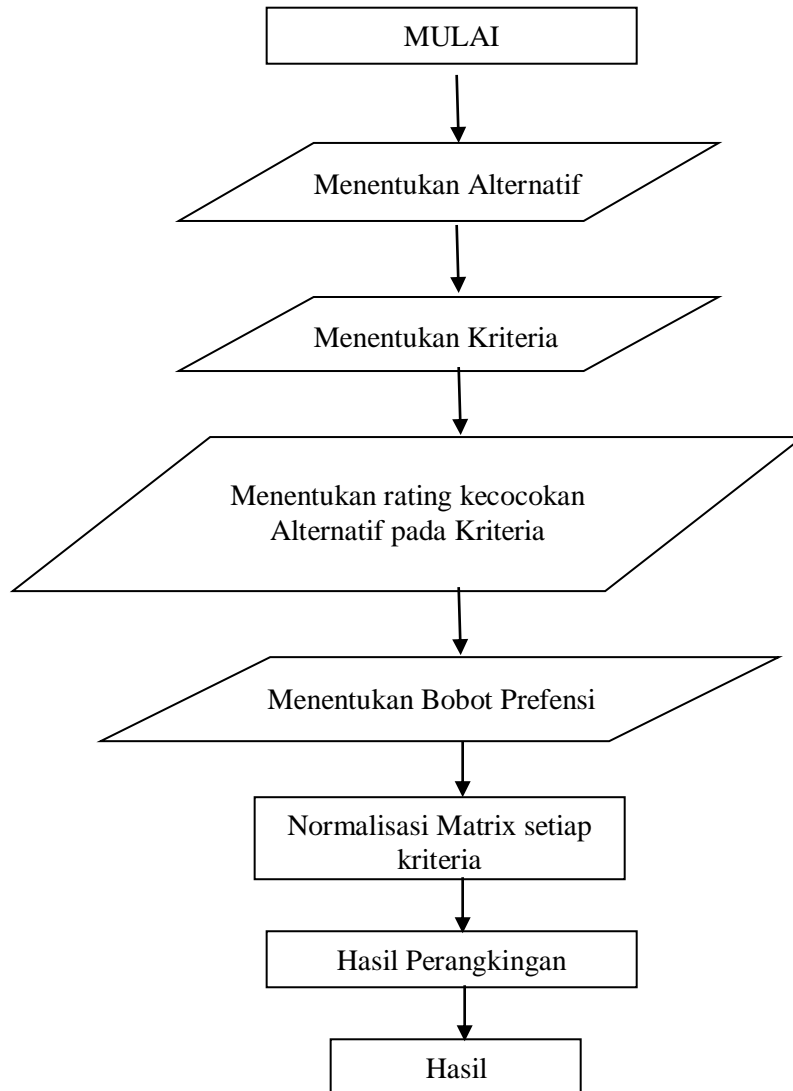 MULAI
Menentukan Alternatif
Menentukan Kriteria
Menentukan rating kecocokan
Alternatif pada Kriteria
Menentukan Bobot Prefensi
Normalisasi Matrix setiap
kriteria
Hasil Perangkingan
Hasil